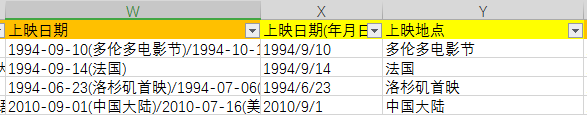 W X Y
上映日期 上映日期(年月日 上映地点
1994-09-10(多伦多电影节)/1994-10-1 1994/9/10 多伦多电影节
1994-09-14(法国) 1994/9/14 法国
1994-06-23(洛杉矶首映)/1994-07-06( 1994/6/23 洛杉矶首映
2010-09-01(中国大陆)/2010-07-16(美 2010/9/1 中国大陆